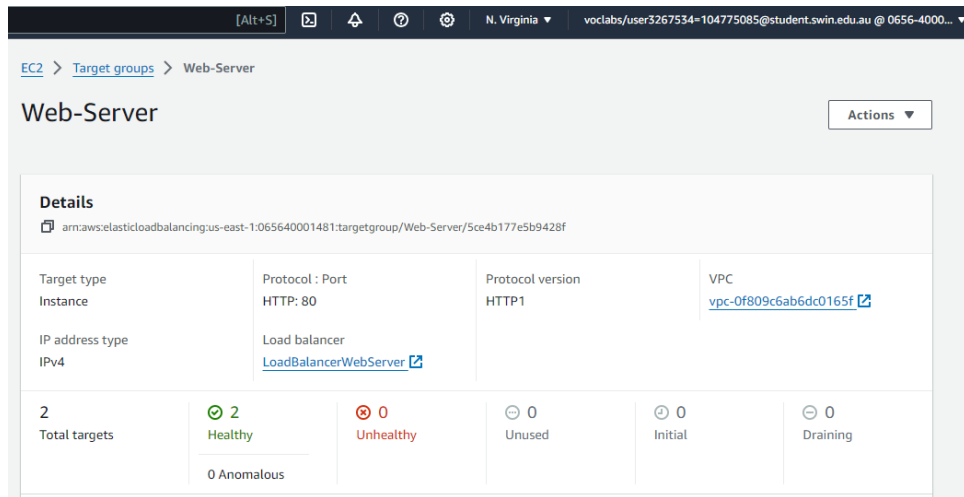 [Alt+S] N. Virginia ▼ voclabs/user3267534=104775085@student.swin.edu.au @ 0656-4000... ▼
EC2 > Target groups > Web-Server
Web-Server
Actions ▼
Details
arn:aws:elasticloadbalancing:us-east-1:065640001481:targetgroup/Web-Server/5ce4b177e5b9428f
Target type Protocol : Port Protocol version VPC
Instance HTTP: 80 HTTP1 vpc-0f809c6ab6dc0165f
IP address type Load balancer
IPv4 LoadBalancerWebServer
2 2 0 0 0 0
Total targets Healthy Unhealthy Unused Initial Draining
0 Anomalous